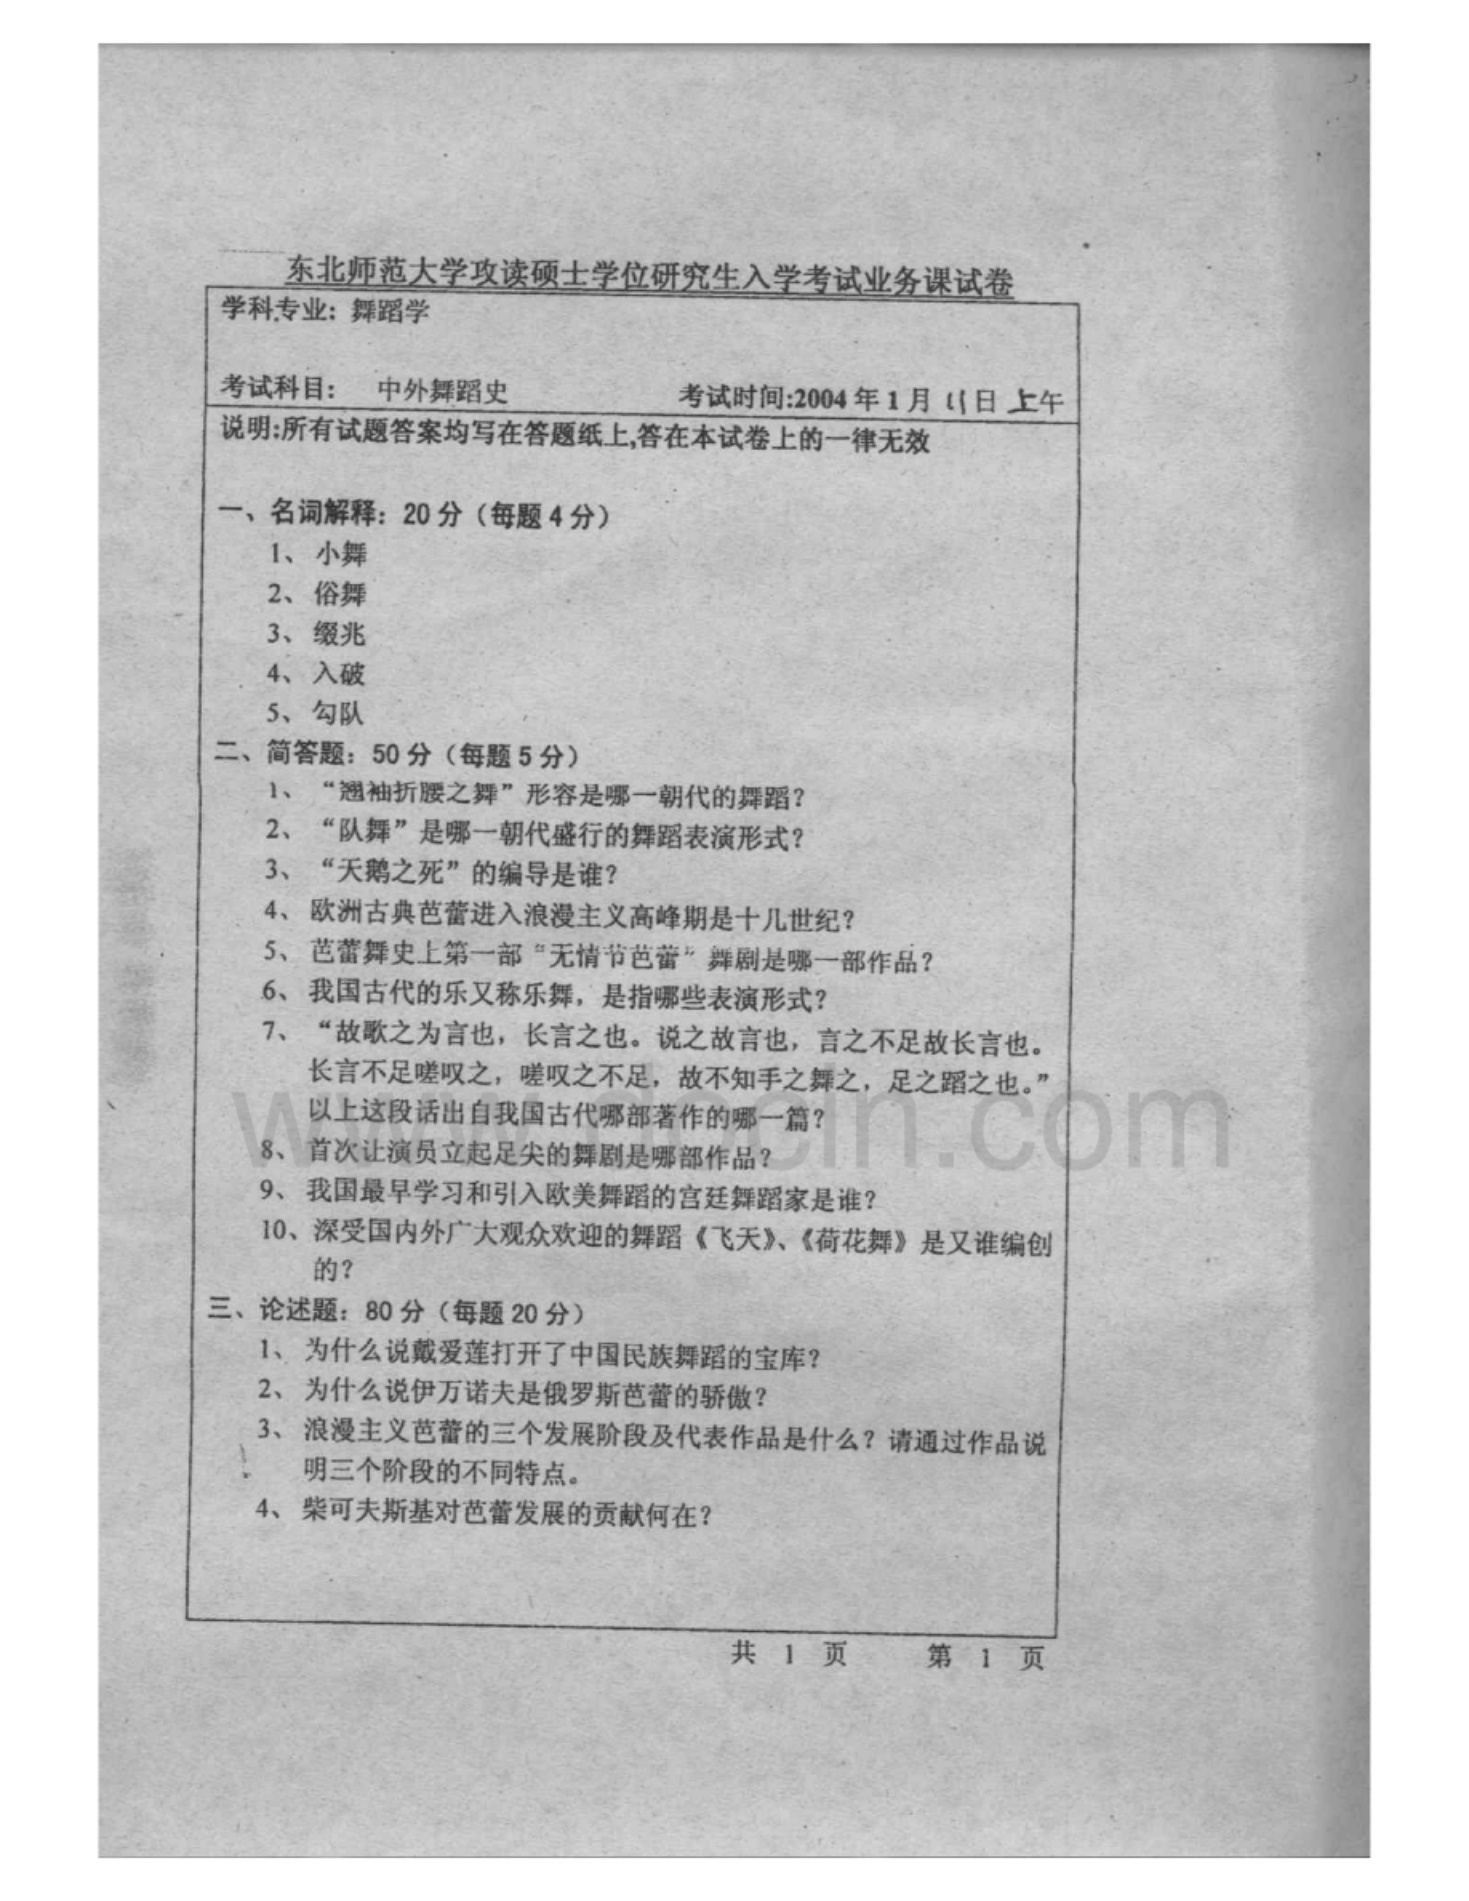 东北师范大学攻读硕士学位研究生入学考试业务课试卷
学科专业：舞蹈学
考试科目： 中外舞蹈史 考试时间:2004年1月11日上午
说明:所有试题答案均写在答题纸上,答在本试卷上的一律无效
一、名词解释：20分（每题4分）
1、小舞
2、俗舞
3、缀兆
4、入破
5、勾队
二、简答题：50分（每题5分）
1、“翘袖折腰之舞”形容是哪一朝代的舞蹈？
2、“队舞”是哪一朝代盛行的舞蹈表演形式？
3、“天鹅之死”的编导是谁？
4、欧洲古典芭蕾进入浪漫主义高峰期是十几世纪？
5、芭蕾舞史上第一部“无情节芭蕾”舞剧是哪一部作品？
6、我国古代的乐又称乐舞，是指哪些表演形式？
7、“故歌之为言也，长言之也。说之故言也，言之不足故长言也。
长言不足嗟叹之，嗟叹之不足，故不知手之舞之，足之蹈之也。”
以上这段话出自我国古代哪部著作的哪一篇？
8、首次让演员立起足尖的舞剧是哪部作品？
9、我国最早学习和引入欧美舞蹈的宫廷舞蹈家是谁？
10、深受国内外广大观众欢迎的舞蹈《飞天》、《荷花舞》是又谁编创
的？
三、论述题：80分（每题20分）
1、为什么说戴爱莲打开了中国民族舞蹈的宝库？
2、为什么说伊万诺夫是俄罗斯芭蕾的骄傲？
3、浪漫主义芭蕾的三个发展阶段及代表作品是什么？请通过作品说
明三个阶段的不同特点。
4、柴可夫斯基对芭蕾发展的贡献何在？
共 1 页 第 1 页